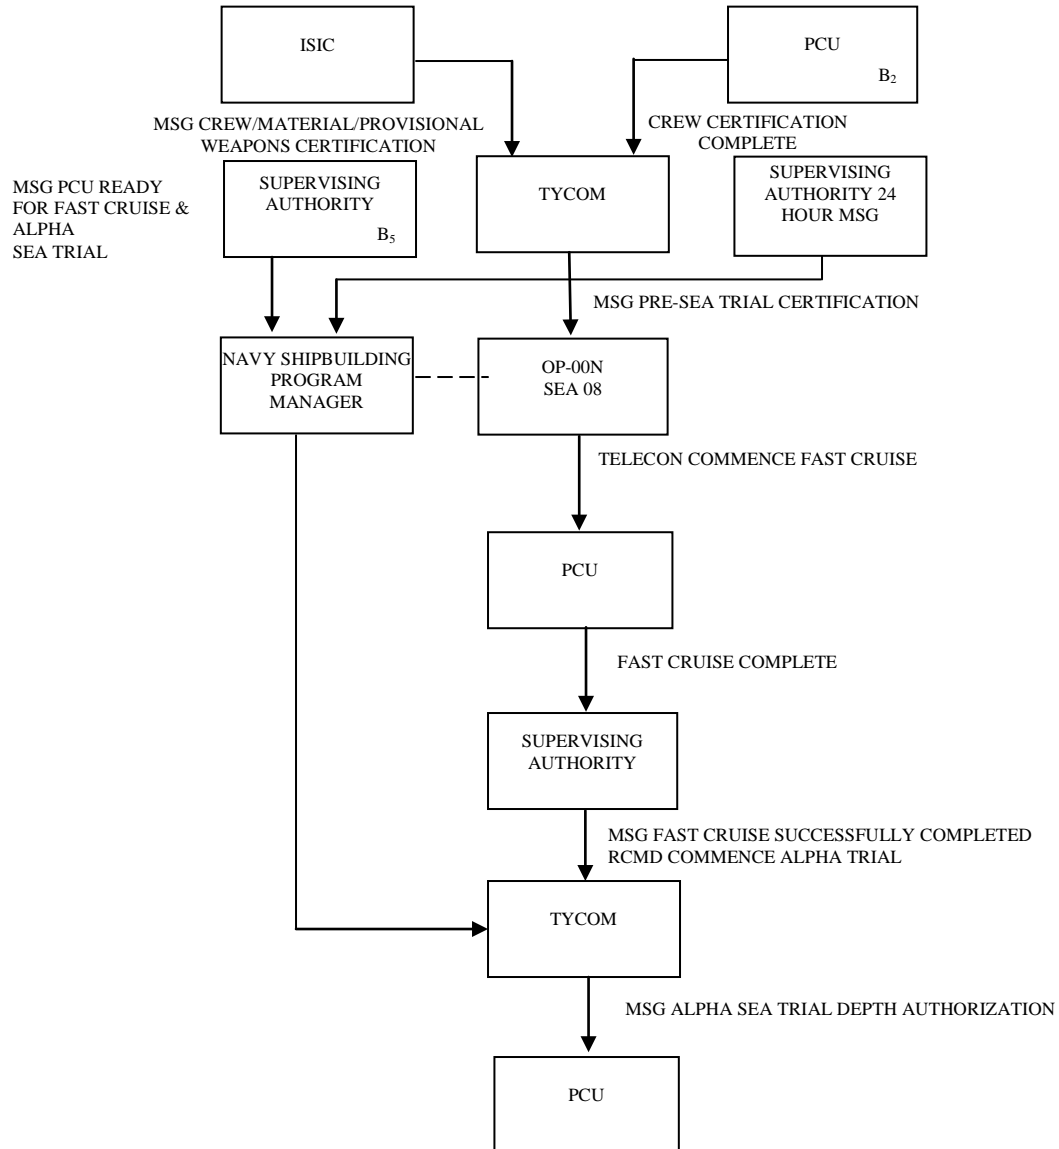 ISIC
PCU
B2
MSG CREW/MATERIAL/PROVISIONAL
WEAPONS CERTIFICATION
CREW CERTIFICATION
COMPLETE
MSG PCU READY
FOR FAST CRUISE &
ALPHA
SEA TRIAL
SUPERVISING
AUTHORITY
B5
TYCOM
SUPERVISING
AUTHORITY 24
HOUR MSG
MSG PRE-SEA TRIAL CERTIFICATION
NAVY SHIPBUILDING
PROGRAM
MANAGER
OP-00N
SEA 08
TELECON COMMENCE FAST CRUISE
PCU
FAST CRUISE COMPLETE
SUPERVISING
AUTHORITY
MSG FAST CRUISE SUCCESSFULLY COMPLETED
RCMD COMMENCE ALPHA TRIAL
TYCOM
MSG ALPHA SEA TRIAL DEPTH AUTHORIZATION
PCU